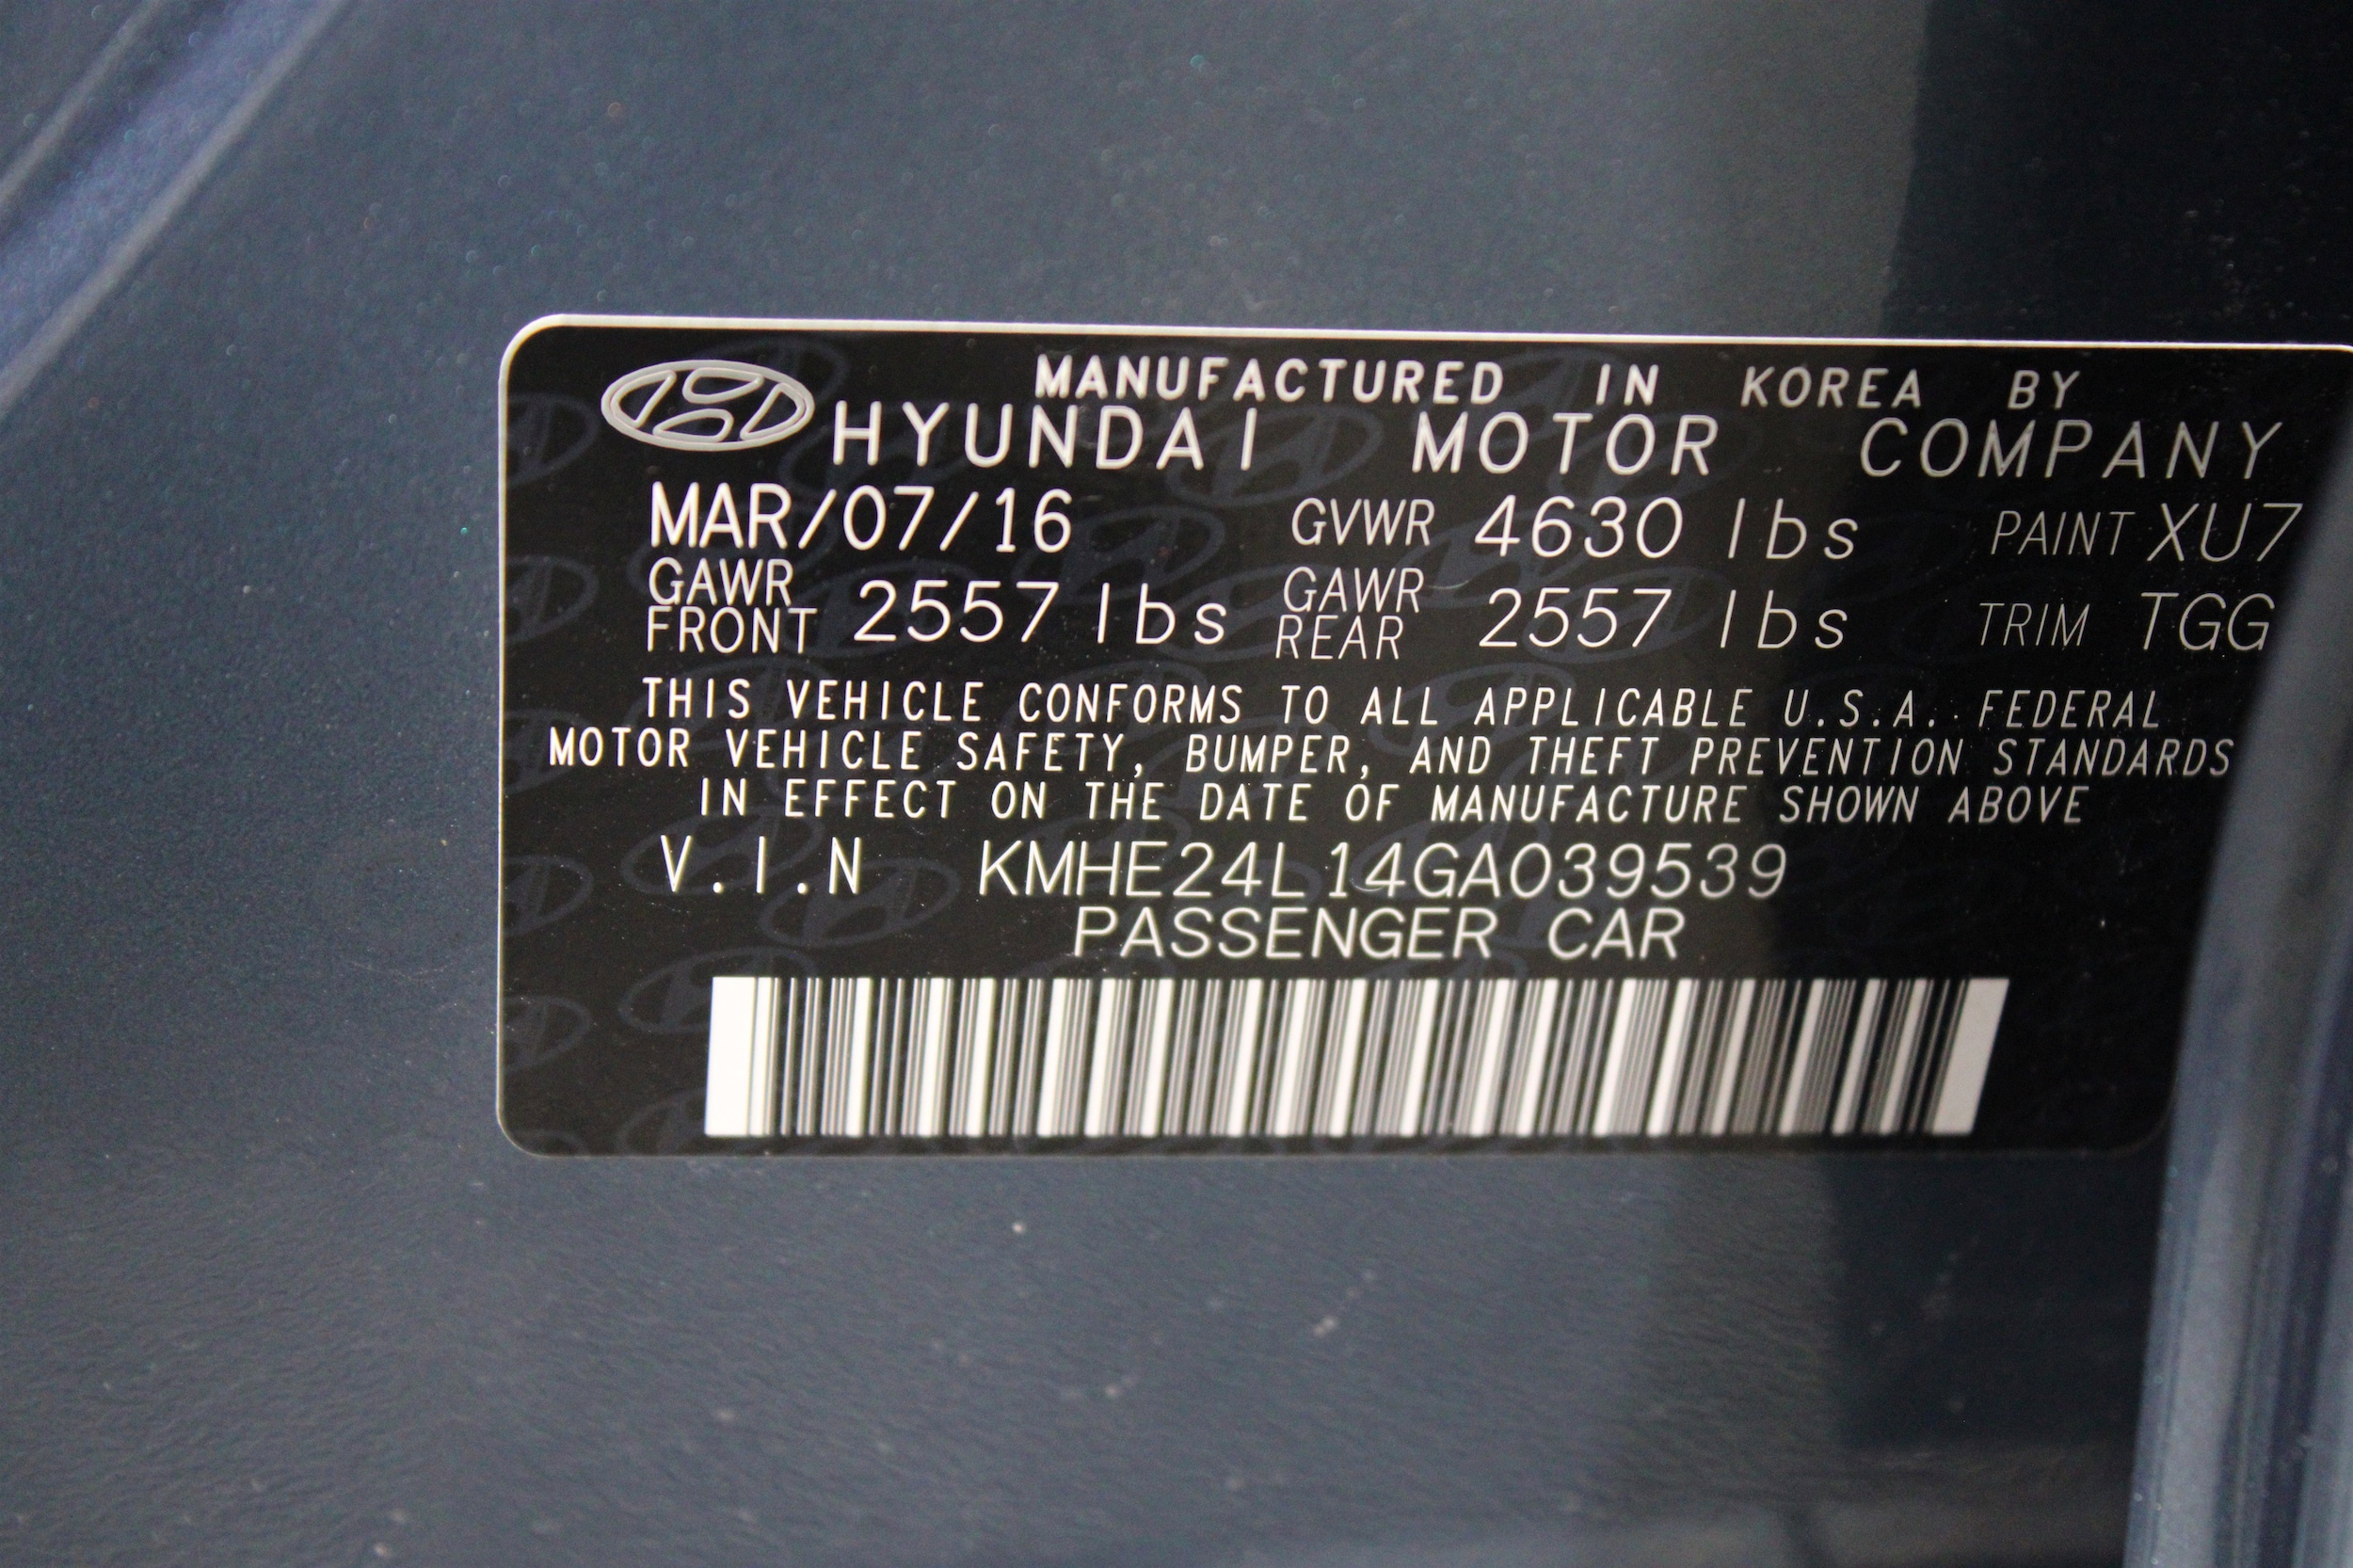 MANUFACTURED IN KOREA BY
HYUNDAI MOTOR COMPANY
MAR/07/16 GVWR 4630 lbs PAINT XU7
GAWR FRONT 2557 lbs GAWR REAR 2557 lbs TRIM TGG
THIS VEHICLE CONFORMS TO ALL APPLICABLE U.S.A. FEDERAL
MOTOR VEHICLE SAFETY, BUMPER, AND THEFT PREVENTION STANDARDS
IN EFFECT ON THE DATE OF MANUFACTURE SHOWN ABOVE
V.I.N KMHE24L14GA039539
PASSENGER CAR